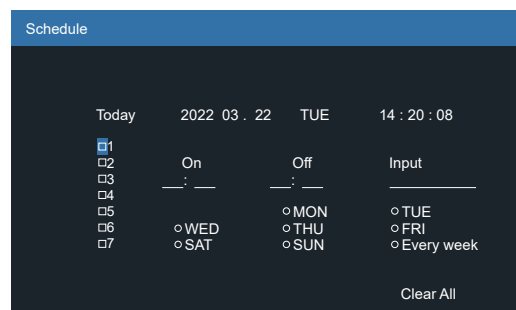 Schedule
Today 2022 03 . 22 TUE 14 : 20 : 08
□1
□2 On Off Input
□3 __: __ __: __ ________
□4
□5 ○ MON ○ TUE
□6 ○ WED ○ THU ○ FRI
□7 ○ SAT ○ SUN ○ Every week
Clear All